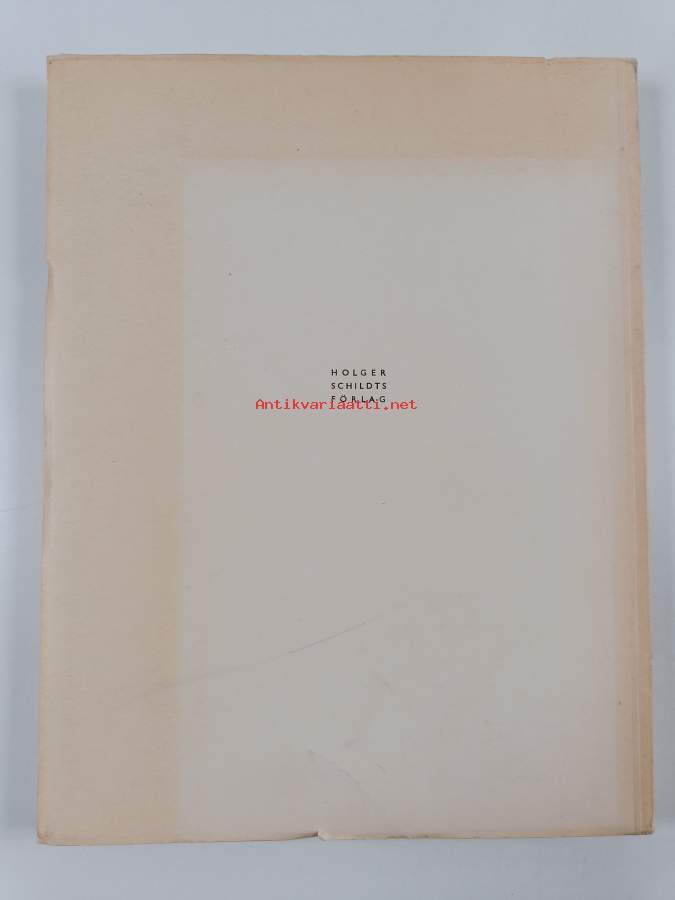 HOLGER
SCHILDTS
FÖRLAG
Antikvariaatti.net